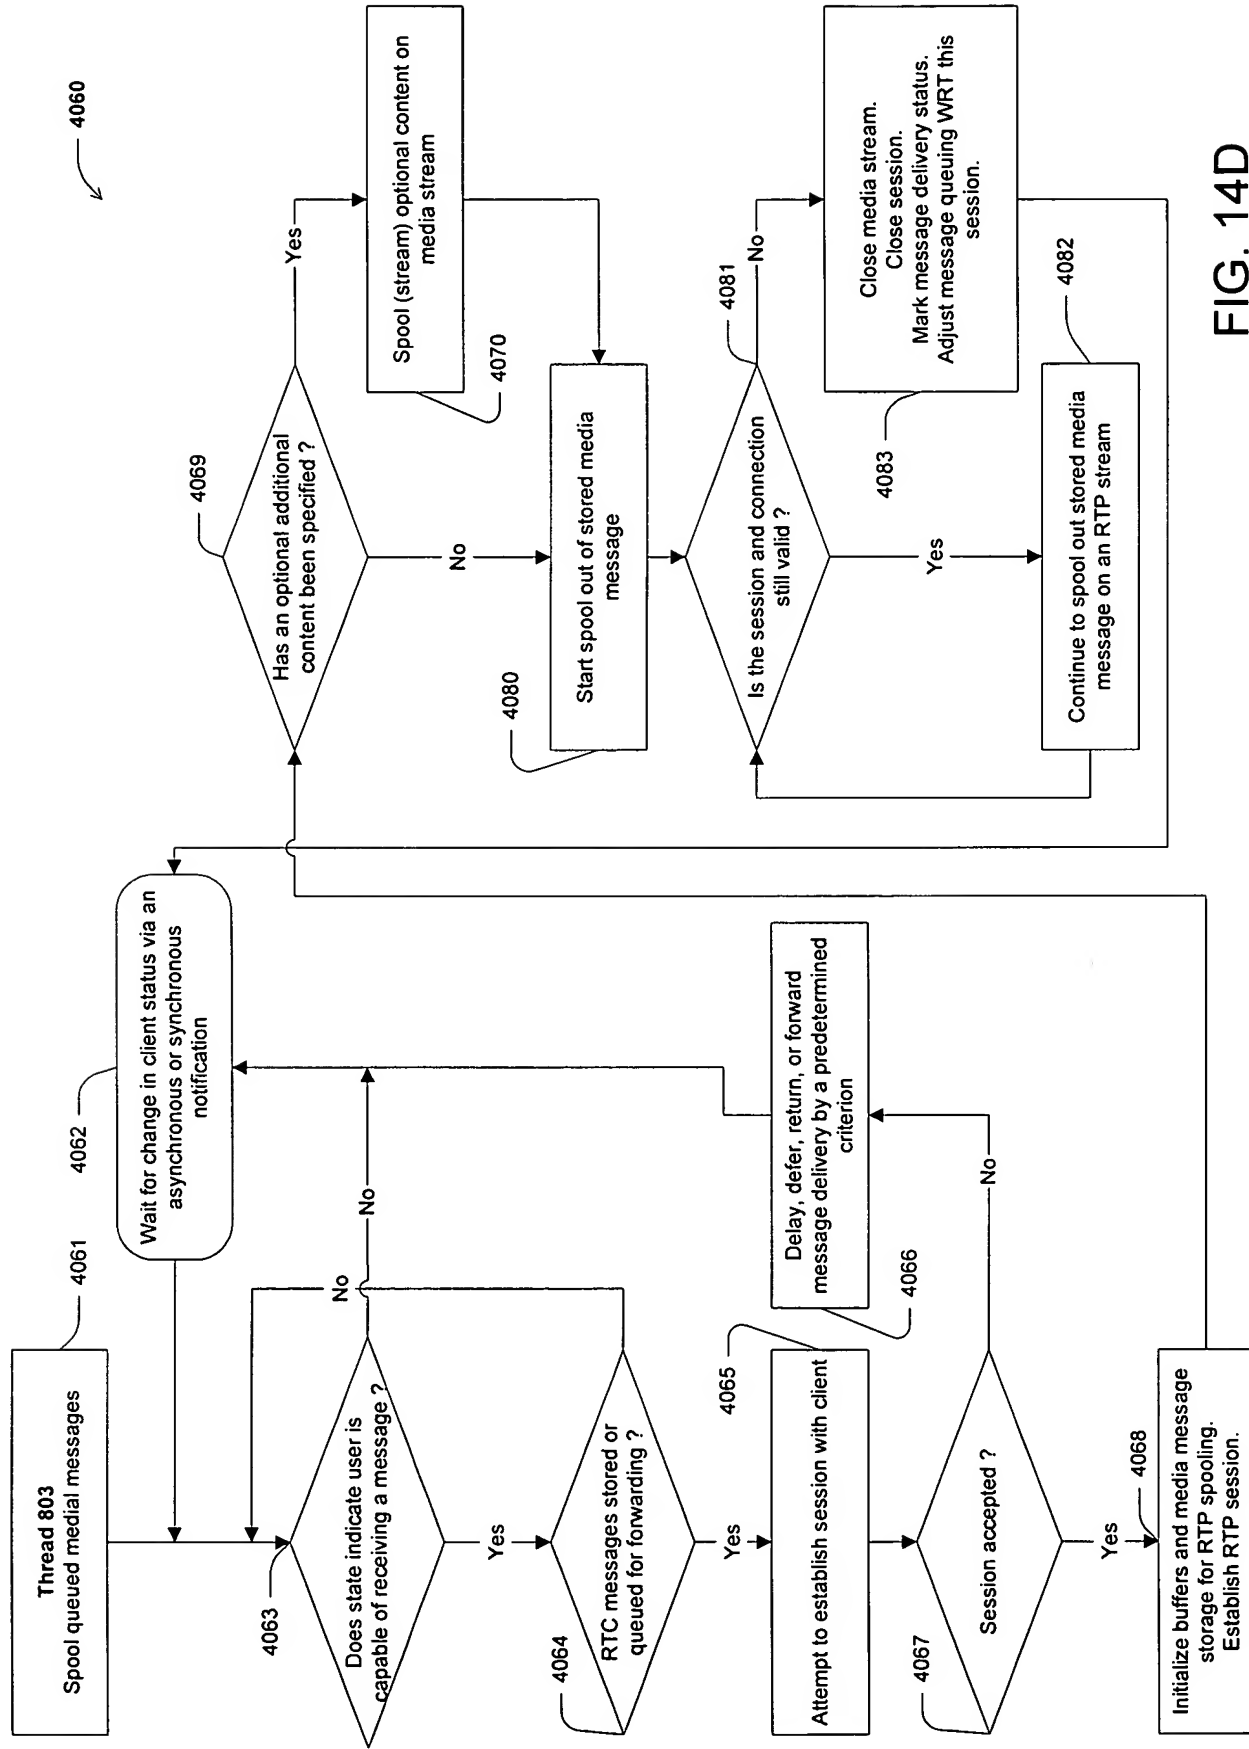 4060
Thread 803
Spool queued medial messages
4061
Wait for change in client status via an
asynchronous or synchronous
notification
4062
4063
Does state indicate user is
capable of receiving a message ?
No
Yes
4064
RTC messages stored or
queued for forwarding ?
No
Yes
4065
Attempt to establish session with client
4066
Delay, defer, return, or forward
message delivery by a predetermined
criterion
4067
Session accepted ?
No
Yes
4068
Initialize buffers and media message
storage for RTP spooling.
Establish RTP session.
4069
Has an optional additional
content been specified ?
Yes
No
Spool (stream) optional content on
media stream
4070
4080
Start spool out of stored media
message
4081
Is the session and connection
still valid ?
No
Yes
Close media stream.
Close session.
Mark message delivery status.
Adjust message queuing WRT this
session.
4083
4082
Continue to spool out stored media
message on an RTP stream
FIG. 14D